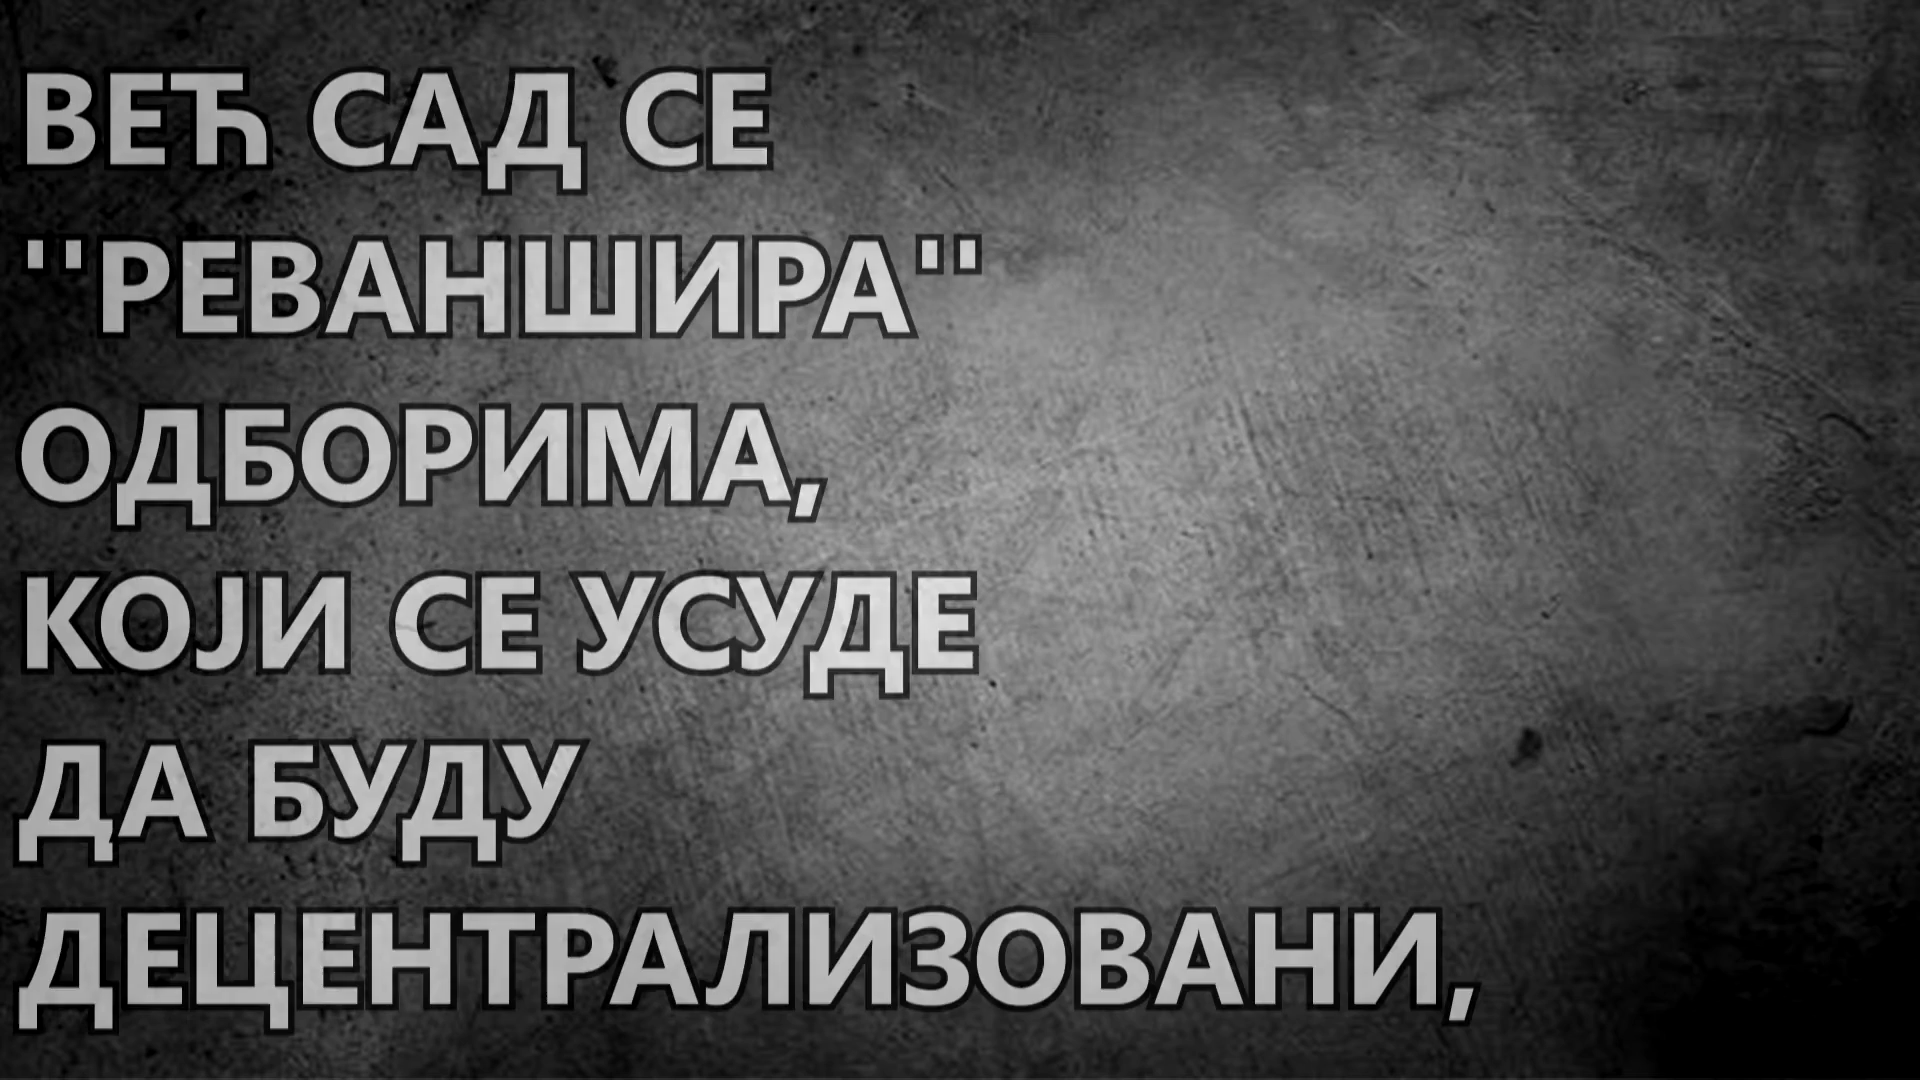 ВЕЋ САД СЕ
''РЕВАНШИРА''
ОДБОРИМА,
КОЈИ СЕ УСУДЕ
ДА БУДУ
ДЕЦЕНТРАЛИЗОВАНИ,